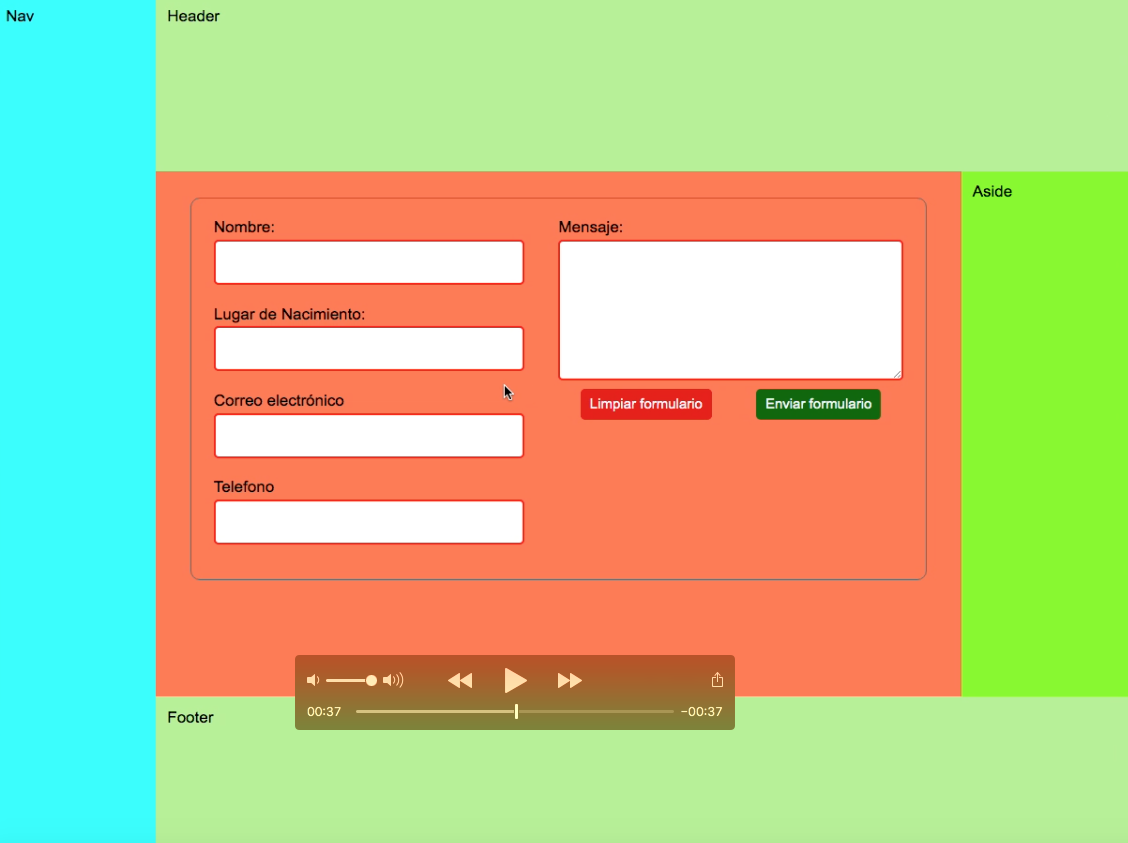 Nav
Header
Aside
Nombre:
Lugar de Nacimiento:
Correo electrónico
Telefono
Mensaje:
Limpiar formulario
Enviar formulario
00:37
−00:37
Footer